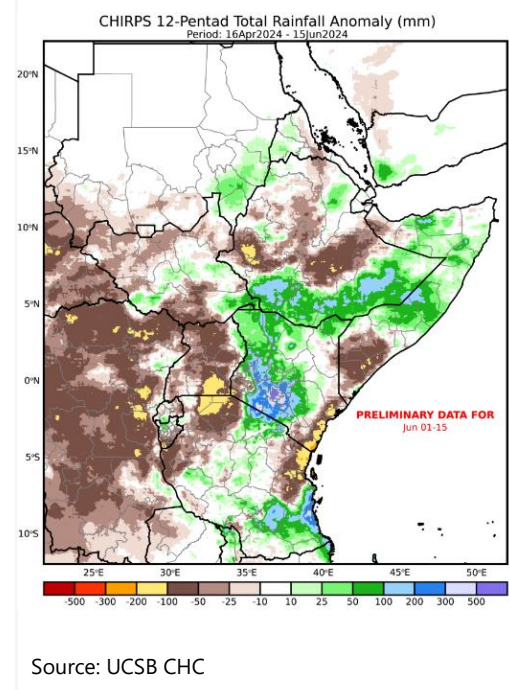 CHIRPS 12-Pentad Total Rainfall Anomaly (mm)
Period: 16Apr2024 - 15Jun2024
20°N
15°N
10°N
5°N
0°N
PRELIMINARY DATA FOR
Jun 01-15
5°S
10°S
25°E 30°E 35°E 40°E 45°E 50°E
-500 -300 -200 -100 -50 -25 -10 10 25 50 100 200 300 500
Source: UCSB CHC